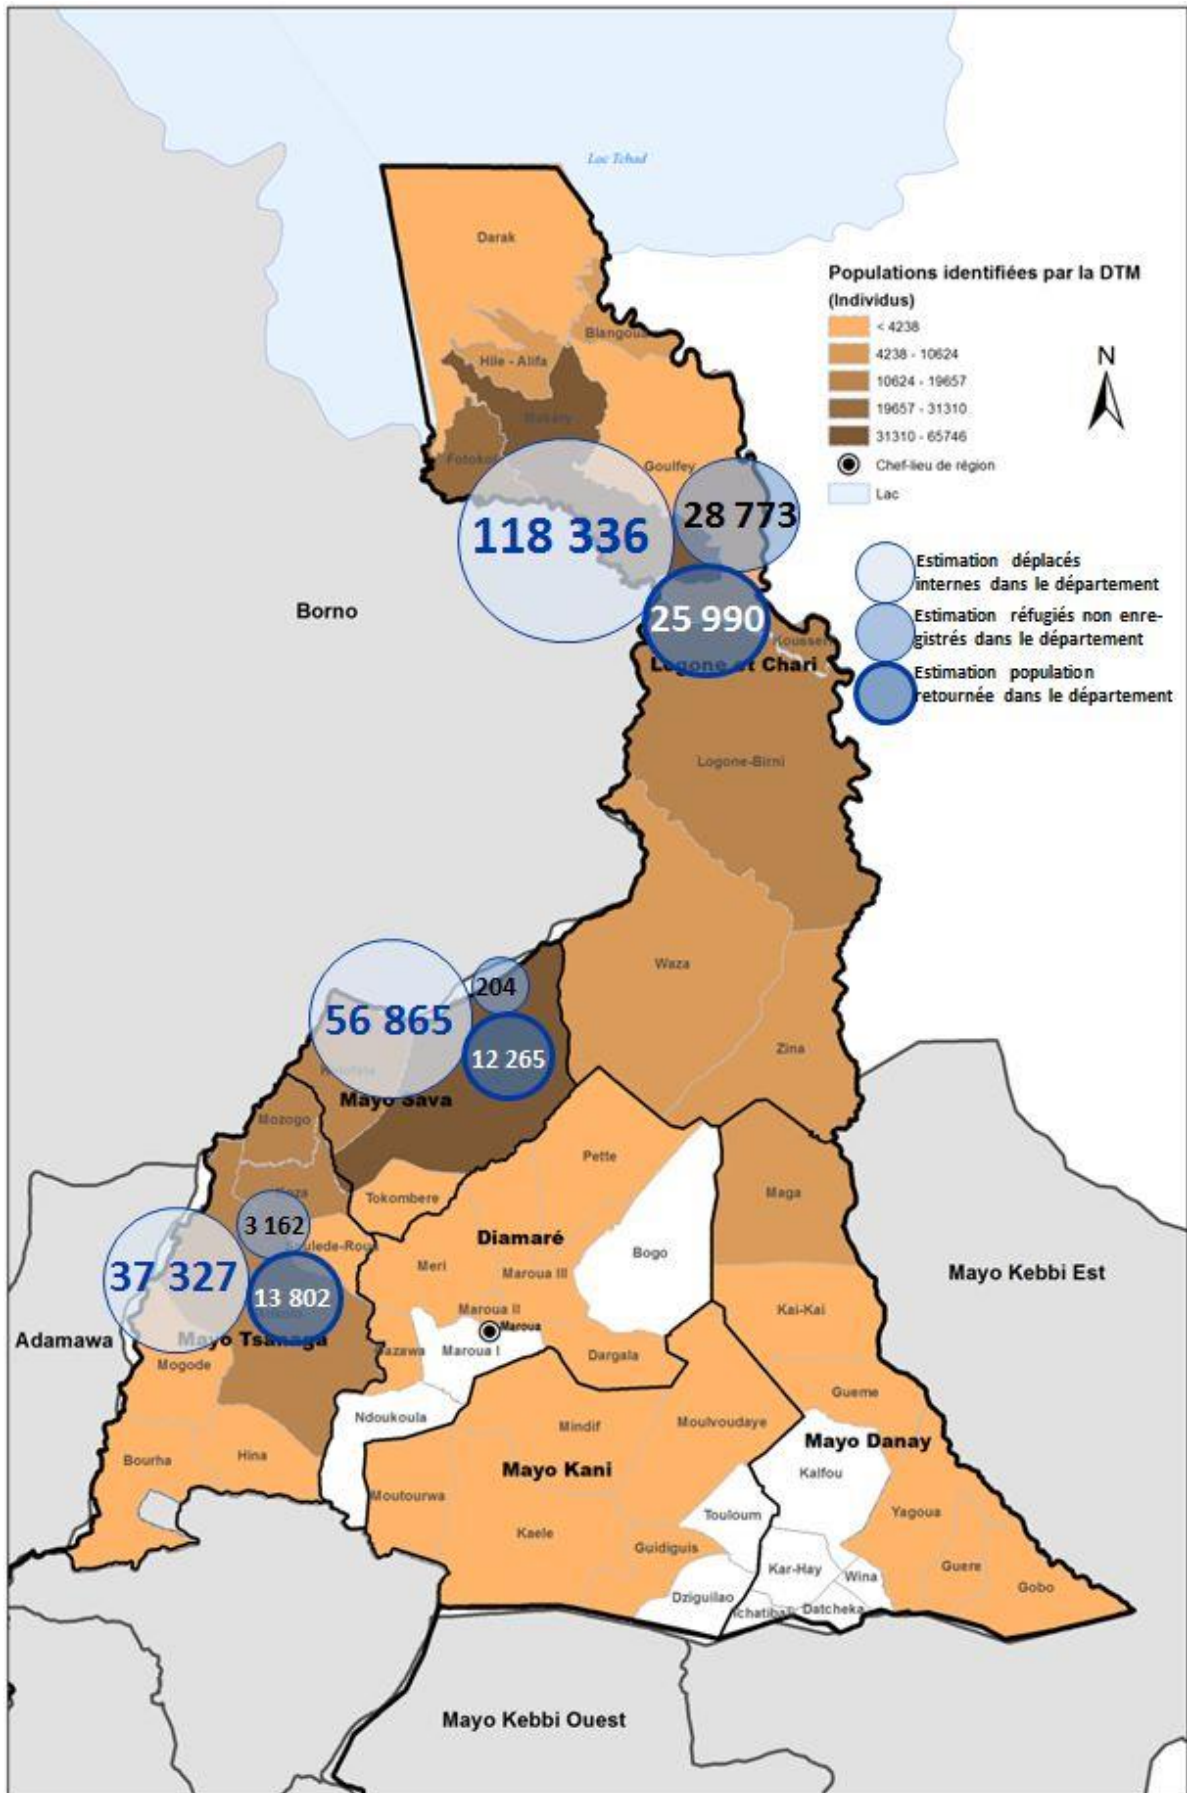 Lac Tchad
Darak
Populations identifiées par la DTM
(Individus)
< 4238
4238 - 10624
10624 - 19657
19657 - 31310
31310 - 65746
Chef-lieu de région
Lac
N
Hile - Alifa
Makary
Fotokol
Goulfey
118 336
28 773
25 990
Estimation déplacés
internes dans le département
Estimation réfugiés non enre-
gistrés dans le département
Estimation population
retournée dans le département
Borno
Logone et Chari
Logone-Birni
Waza
Zina
56 865
204
12 265
Mayo Sava
Mozogo
Tokombere
Pette
Maga
3 162
37 327
13 802
Mayo Tsanaga
Diamaré
Bogo
Meri
Maroua III
Maroua II
Maroua
Maroua I
Mayo Kebbi Est
Kai-Kai
Adamawa
Mogode
Dargala
Gueme
Ndoukoula
Mindif
Moulvoudaye
Mayo Danay
Bourha
Hina
Mayo Kani
Kalfou
Moutourwa
Touloum
Yagoua
Kaele
Guidiguis
Kar-Hay
Wina
Guere
Gobo
Dziguilao
Datcheka
Mayo Kebbi Ouest